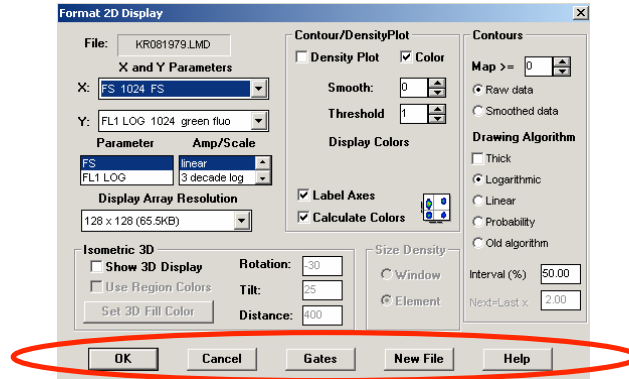 Format 2D Display
File: KR081979.LMD
X and Y Parameters
X: FS 1024 FS
Y: FL1 LOG 1024 green fluo
Parameter Amp/Scale
FS linear
FL1 LOG 3 decade log
Display Array Resolution
128 x 128 (65.5KB)
Contour/DensityPlot
Density Plot Color
Smooth: 0
Threshold 1
Display Colors
Label Axes
Calculate Colors
Contours
Map >= 0
Raw data
Smoothed data
Drawing Algorithm
Thick
Logarithmic
Linear
Probability
Old algorithm
Interval (%) 50.00
Next=Last x 2.00
Isometric 3D
Show 3D Display
Use Region Colors
Set 3D Fill Color
Rotation: -30
Tilt: 25
Distance: 400
Size Density
Window
Element
OK Cancel Gates New File Help